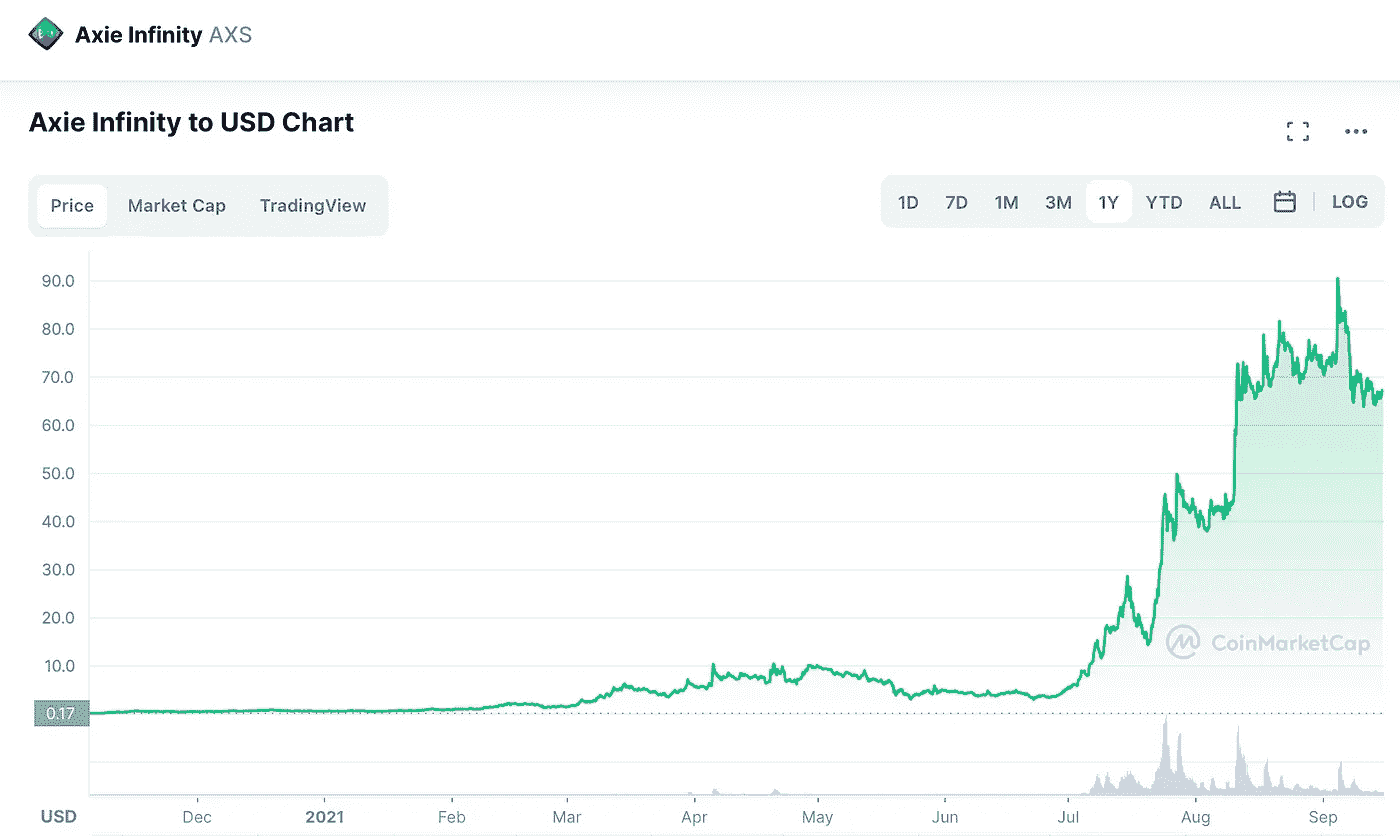 Axie Infinity AXS
Axie Infinity to USD Chart
Price Market Cap TradingView
1D 7D 1M 3M 1Y YTD ALL LOG
90.0
80.0
70.0
60.0
50.0
40.0
30.0
20.0
CoinMarketCap
10.0
0.17
USD Dec 2021 Feb Mar Apr May Jun Jul Aug Sep